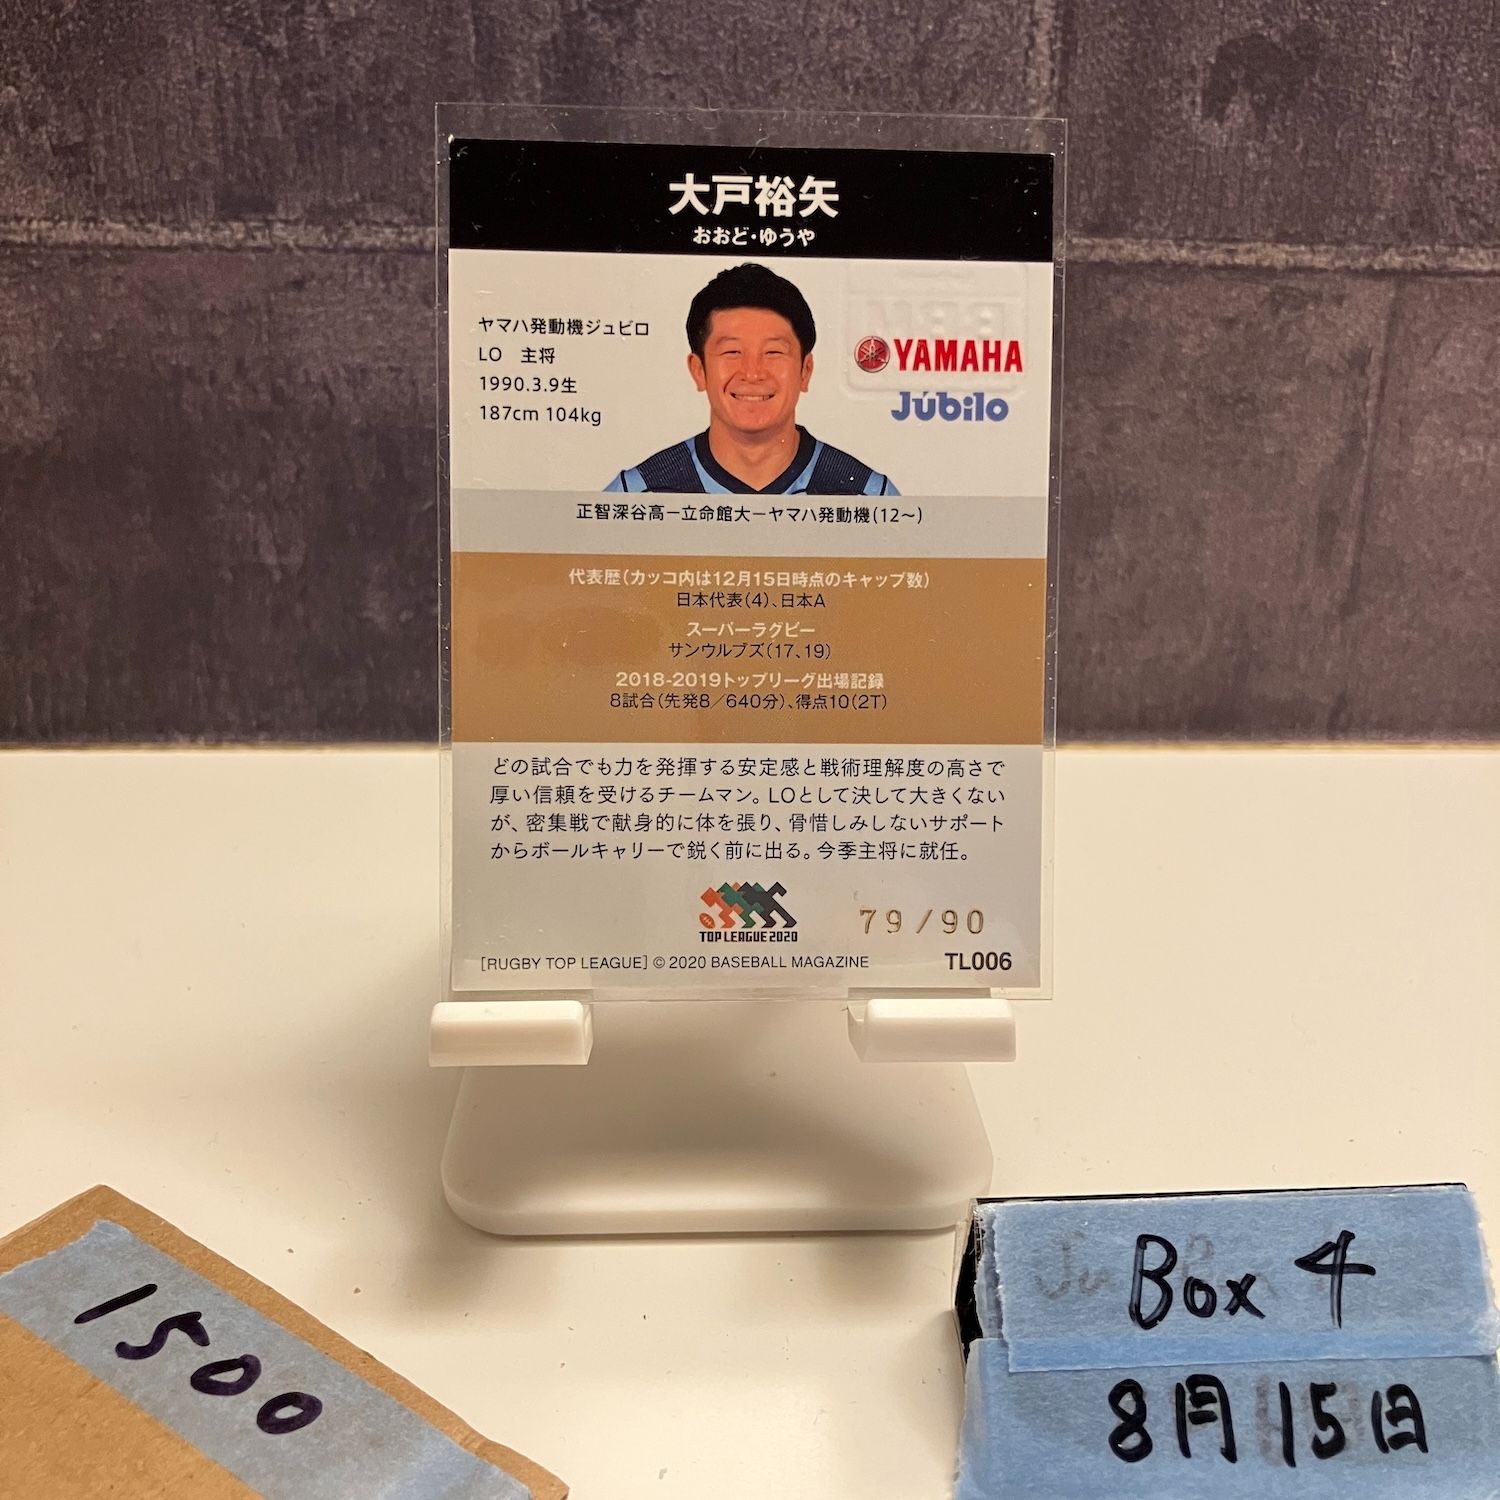 大戸裕矢
おおど・ゆうや
ヤマハ発動機ジュビロ
LO 主将
1990.3.9生
187cm 104kg
YAMAHA
Júbilo
正智深谷高－立命館大－ヤマハ発動機(12～)
代表歴(カッコ内は12月15日時点のキャップ数)
日本代表(4)、日本A
スーパーラグビー
サンウルブズ(17、19)
2018-2019トップリーグ出場記録
8試合(先発8／640分)、得点10(2T)
どの試合でも力を発揮する安定感と戦術理解度の高さで
厚い信頼を受けるチームマン。LOとして決して大きくない
が、密集戦で献身的に体を張り、骨惜しみしないサポート
からボールキャリーで鋭く前に出る。今季主将に就任。
TOP LEAGUE 2020
79/90
[RUGBY TOP LEAGUE] © 2020 BASEBALL MAGAZINE
TL006
1500
Box 4
8月15日